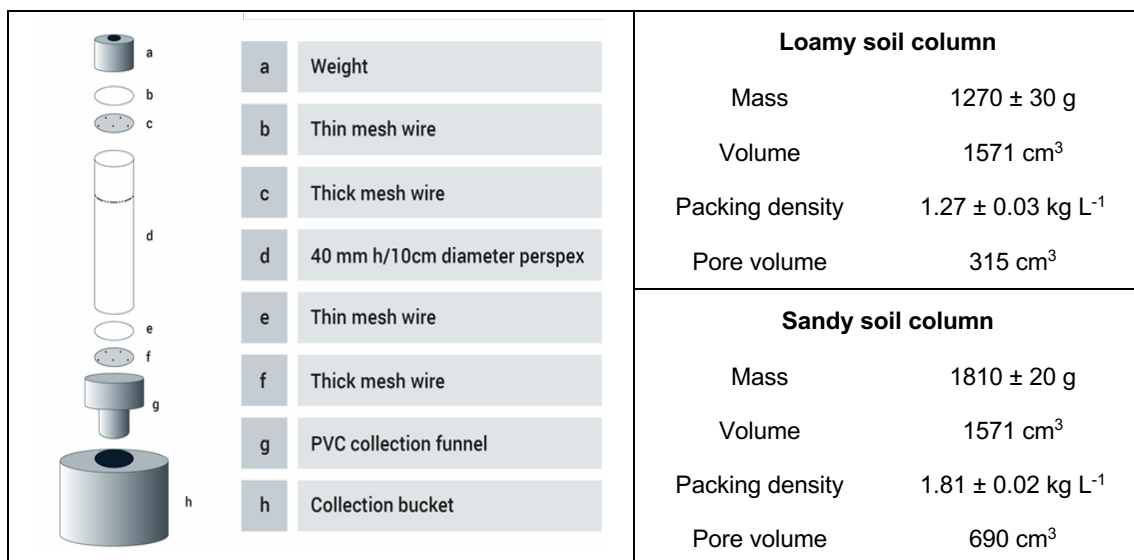 a
b
c
d
e
f
g
h
a Weight
b Thin mesh wire
c Thick mesh wire
d 40 mm h/10cm diameter perspex
e Thin mesh wire
f Thick mesh wire
g PVC collection funnel
h Collection bucket
Loamy soil column
Mass 1270 ± 30 g
Volume 1571 cm³
Packing density 1.27 ± 0.03 kg L⁻¹
Pore volume 315 cm³
Sandy soil column
Mass 1810 ± 20 g
Volume 1571 cm³
Packing density 1.81 ± 0.02 kg L⁻¹
Pore volume 690 cm³